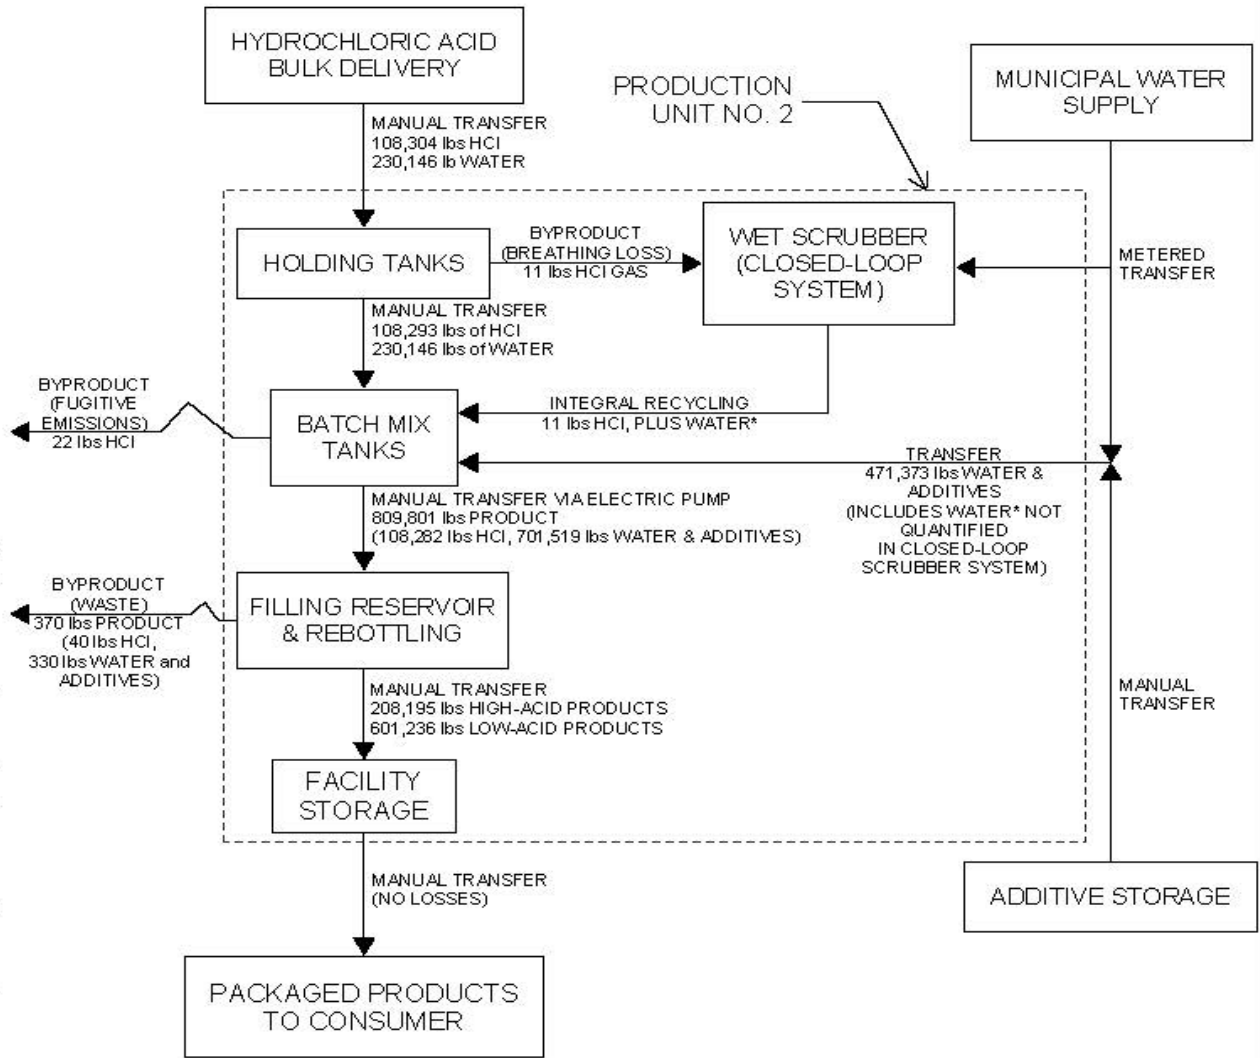 HYDROCHLORIC ACID
BULK DELIVERY
MUNICIPAL WATER
SUPPLY
PRODUCTION
UNIT NO. 2
MANUAL TRANSFER
108,304 lbs HCl
230,146 lb WATER
HOLDING TANKS
BYPRODUCT
(BREATHING LOSS)
11 lbs HCl GAS
WET SCRUBBER
(CLOSED-LOOP
SYSTEM)
METERED
TRANSFER
MANUAL TRANSFER
108,293 lbs of HCl
230,146 lbs of WATER
BYPRODUCT
(FUGITIVE
EMISSIONS)
22 lbs HCl
BATCH MIX
TANKS
INTEGRAL RECYCLING
11 lbs HCl, PLUS WATER*
TRANSFER
471,373 lbs WATER &
ADDITIVES
(INCLUDES WATER* NOT
QUANTIFIED
IN CLOSED-LOOP
SCRUBBER SYSTEM)
MANUAL TRANSFER VIA ELECTRIC PUMP
809,801 lbs PRODUCT
(108,282 lbs HCl, 701,519 lbs WATER & ADDITIVES)
BYPRODUCT
(WASTE)
370 lbs PRODUCT
(40 lbs HCl,
330 lbs WATER and
ADDITIVES)
FILLING RESERVOIR
& REBOTTLING
MANUAL TRANSFER
208,195 lbs HIGH-ACID PRODUCTS
601,236 lbs LOW-ACID PRODUCTS
MANUAL
TRANSFER
FACILITY
STORAGE
MANUAL TRANSFER
(NO LOSSES)
ADDITIVE STORAGE
PACKAGED PRODUCTS
TO CONSUMER